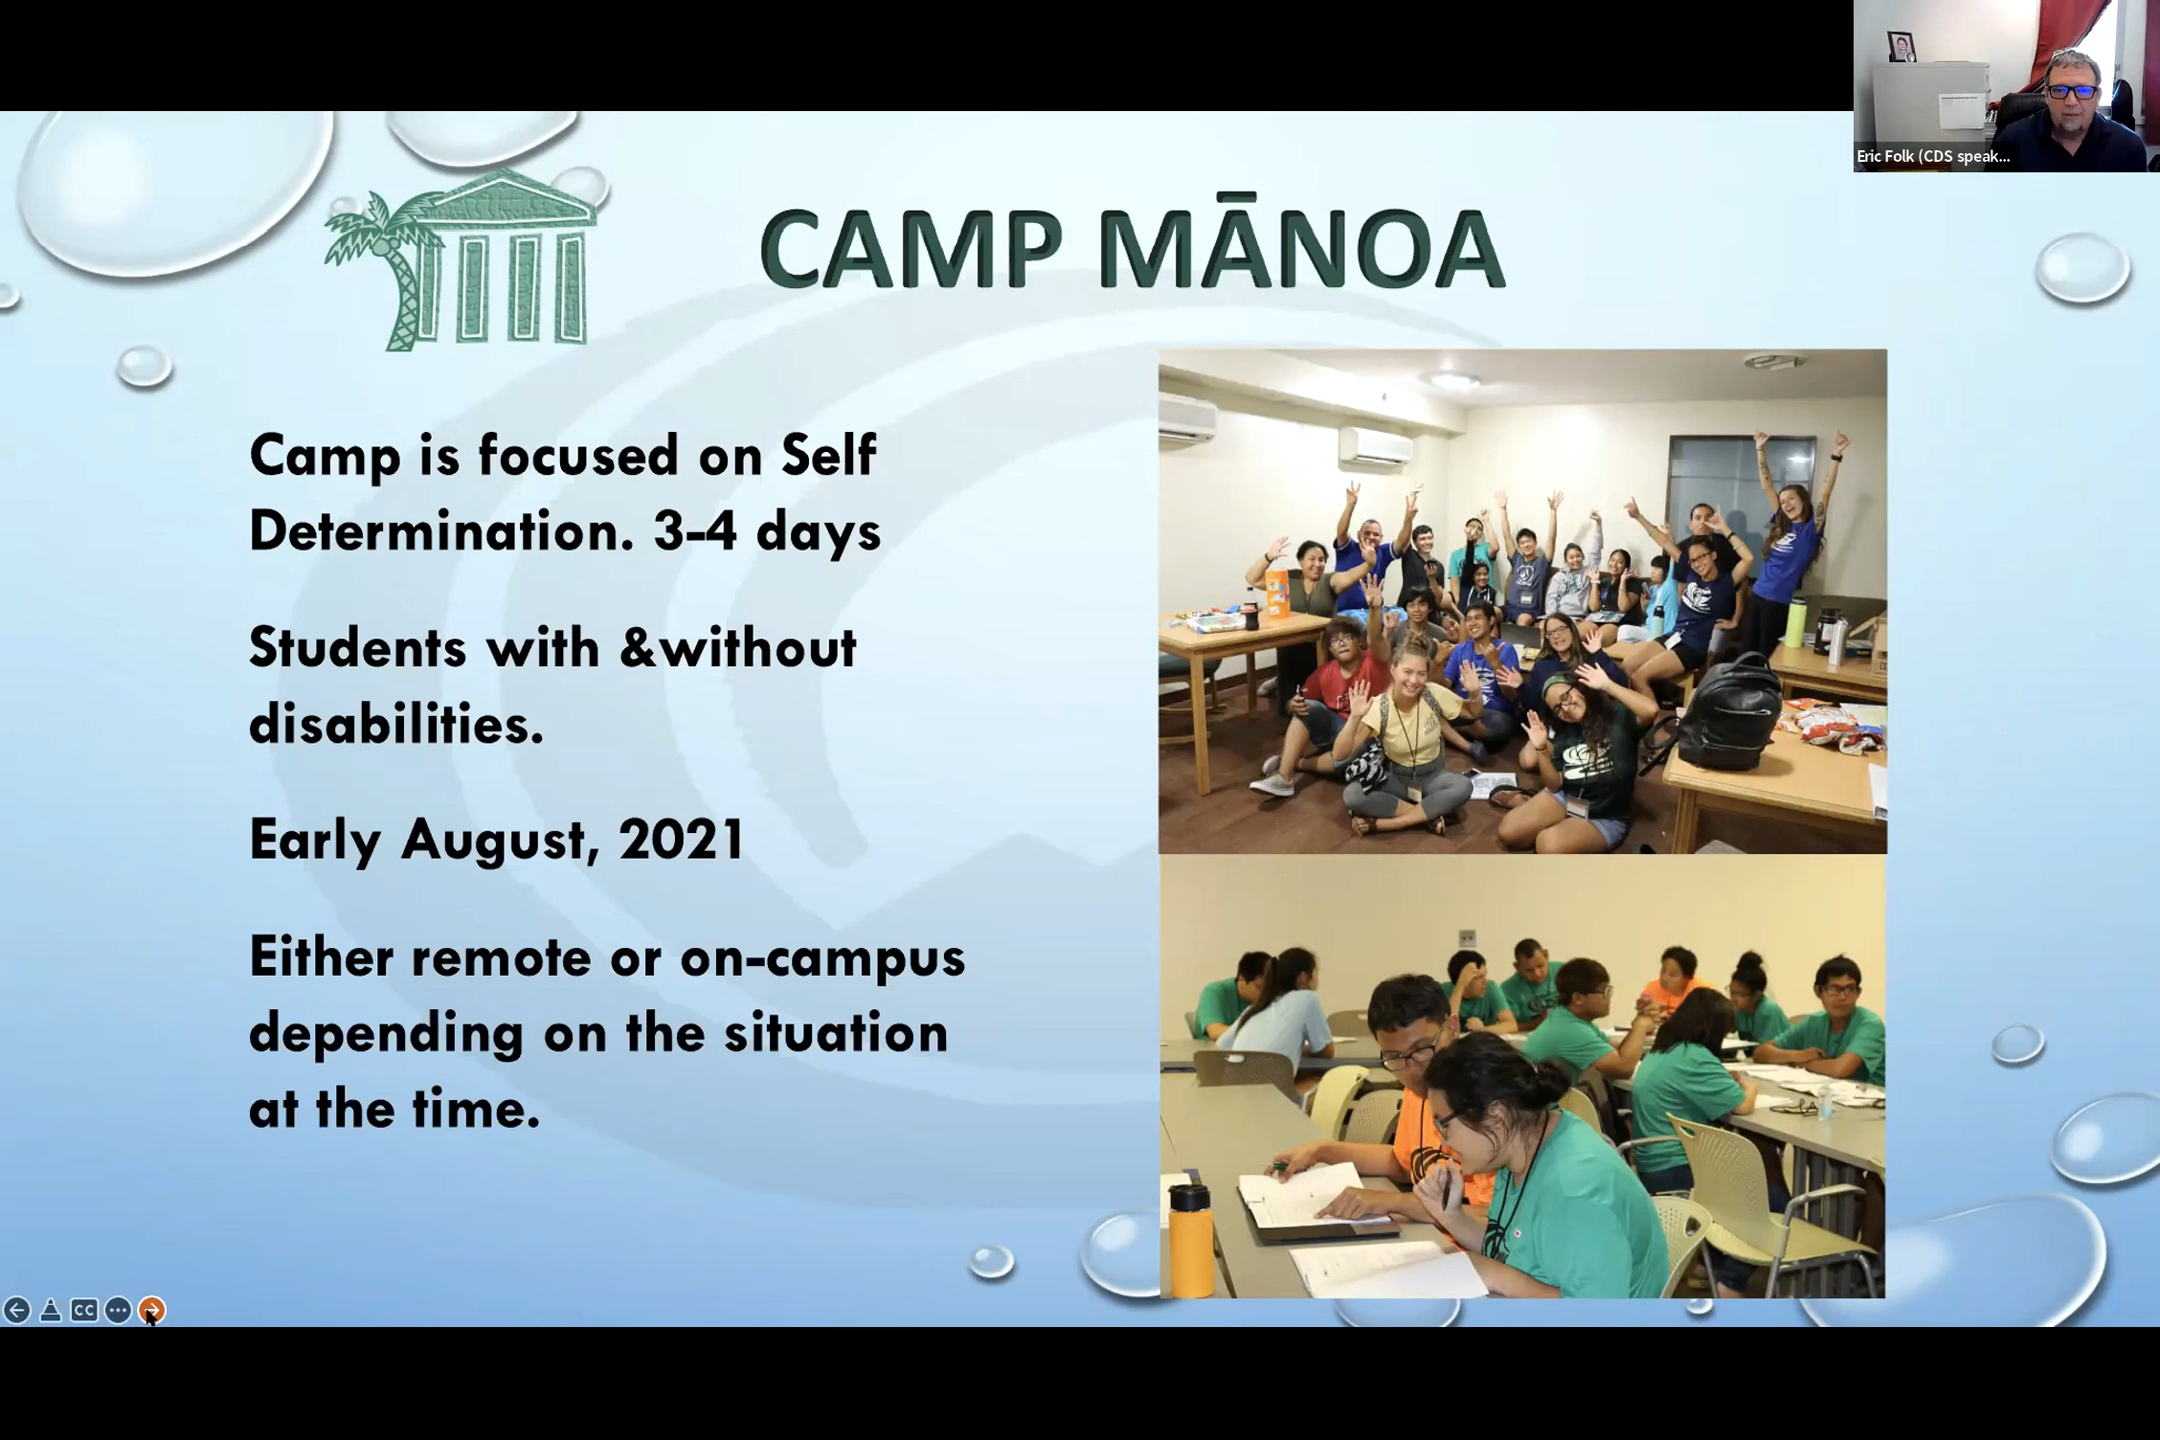 Eric Folk (CDS speak...
CAMP MĀNOA
Camp is focused on Self
Determination. 3-4 days
Students with &without
disabilities.
Early August, 2021
Either remote or on-campus
depending on the situation
at the time.
CC